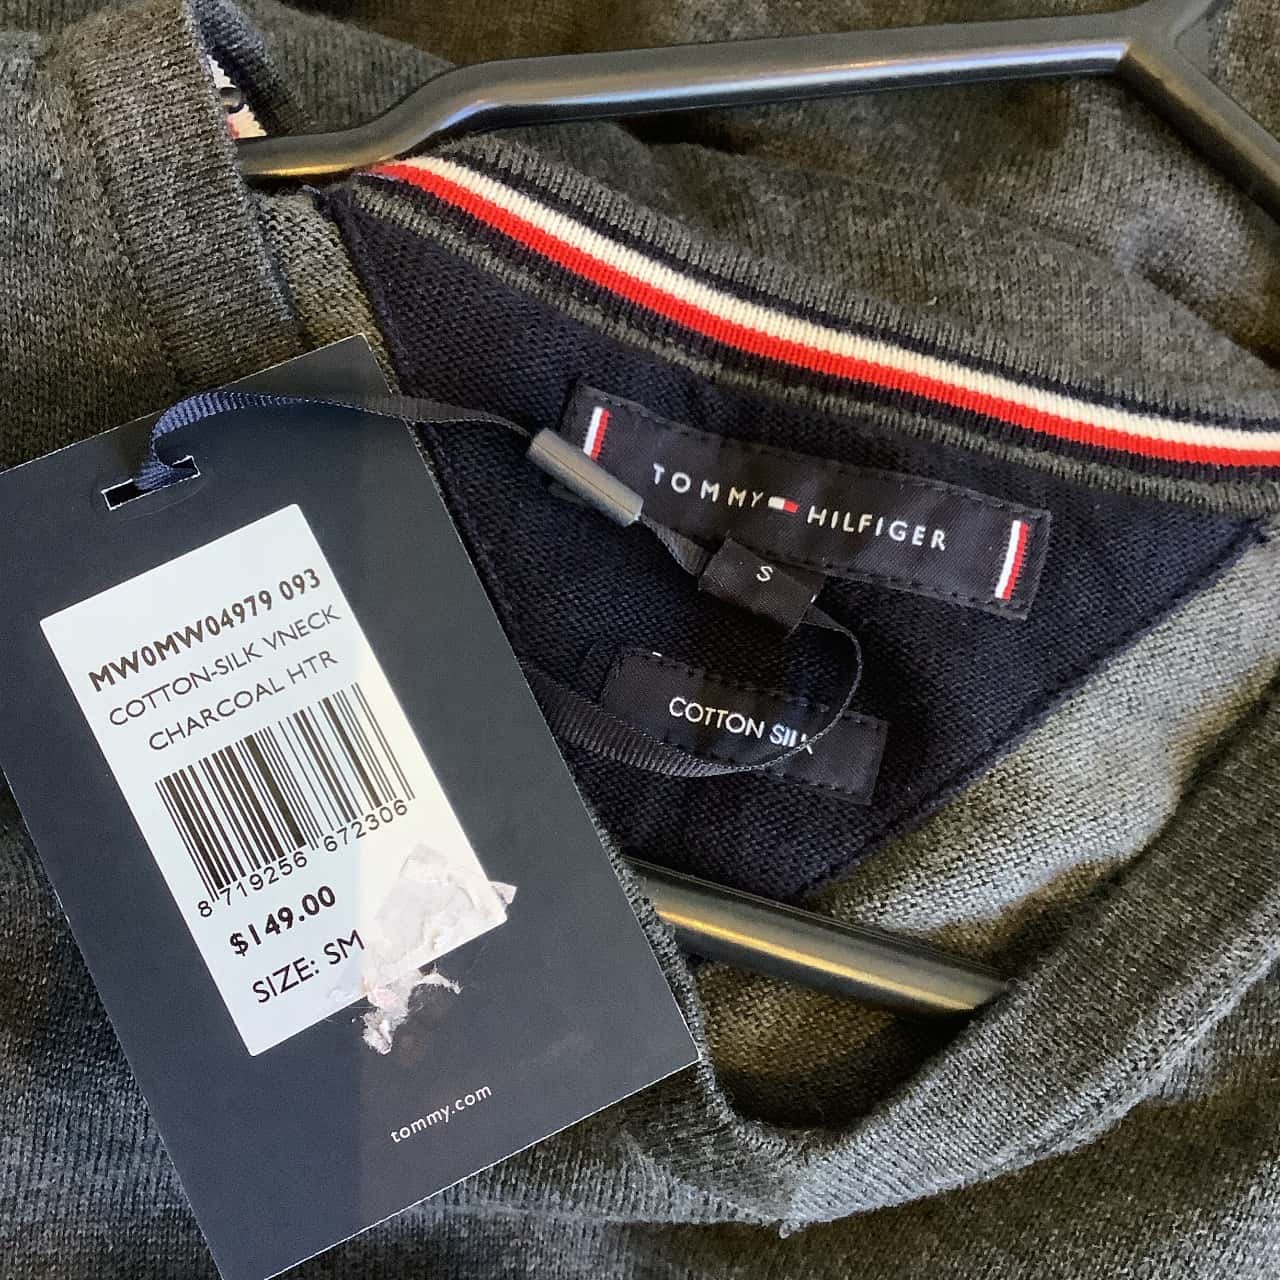 TOMMY HILFIGER
S
COTTON SILK
MW0MW04979 093
COTTON-SILK VNECK
CHARCOAL HTR
8 719256 672306
$149.00
SIZE: SM
tommy.com